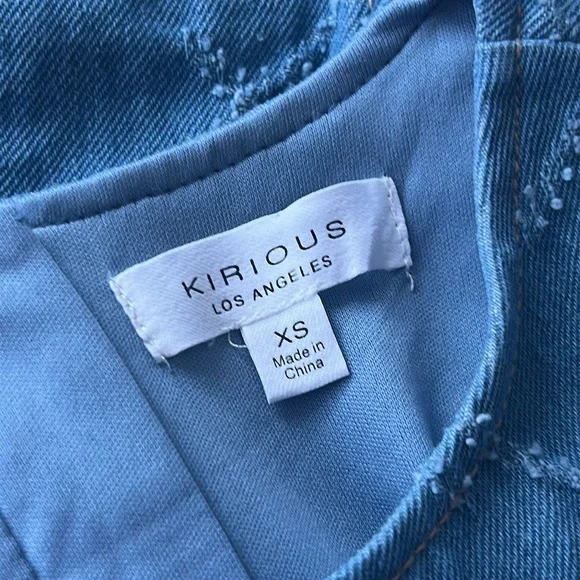 KIRIOUS
LOS ANGELES
XS
Made in
China